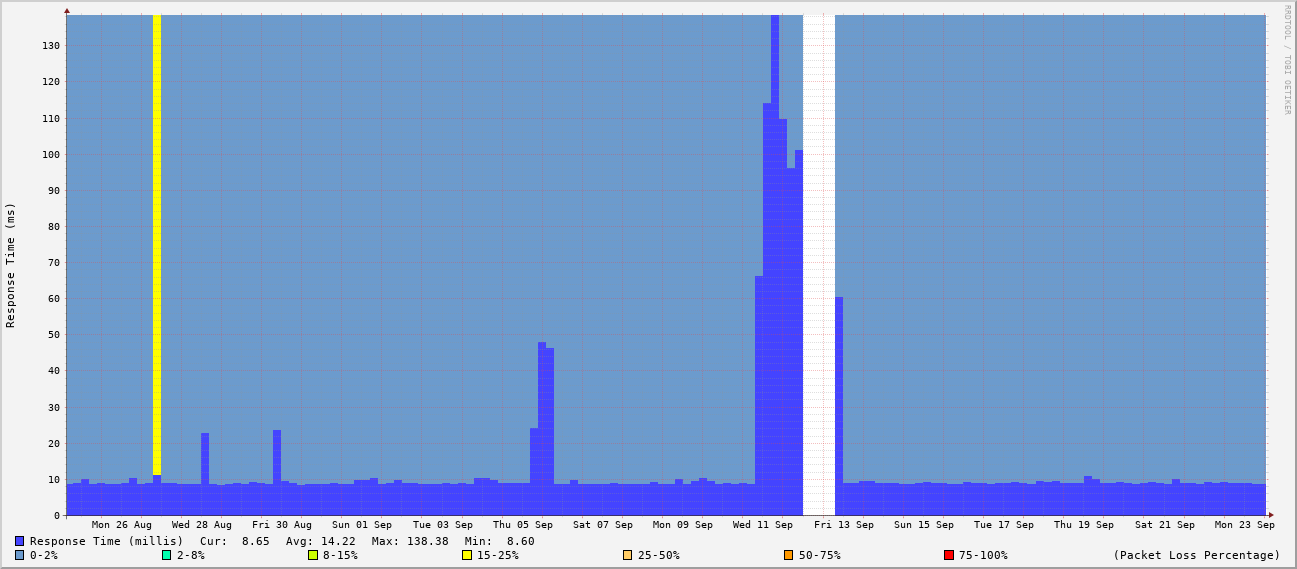 RRDTOOL / TOBI OETIKER
Response Time (ms)
130
120
110
100
90
80
70
60
50
40
30
20
10
0
Mon 26 Aug Wed 28 Aug Fri 30 Aug Sun 01 Sep Tue 03 Sep Thu 05 Sep Sat 07 Sep Mon 09 Sep Wed 11 Sep Fri 13 Sep Sun 15 Sep Tue 17 Sep Thu 19 Sep Sat 21 Sep Mon 23 Sep
Response Time (millis) Cur: 8.65 Avg: 14.22 Max: 138.38 Min: 8.60
0-2% 2-8% 8-15% 15-25% 25-50% 50-75% 75-100% (Packet Loss Percentage)